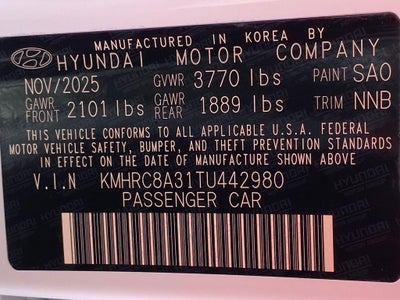 MANUFACTURED IN KOREA BY
HYUNDAI MOTOR COMPANY
NOV/2025 GVWR 3770 lbs PAINT SAO
GAWR FRONT 2101 lbs GAWR REAR 1889 lbs TRIM NNB
THIS VEHICLE CONFORMS TO ALL APPLICABLE U.S.A. FEDERAL
MOTOR VEHICLE SAFETY, BUMPER, AND THEFT PREVENTION STANDARDS
IN EFFECT ON THE DATE OF MANUFACTURE SHOWN ABOVE.
V.I.N KMHRC8A31TU442980
PASSENGER CAR